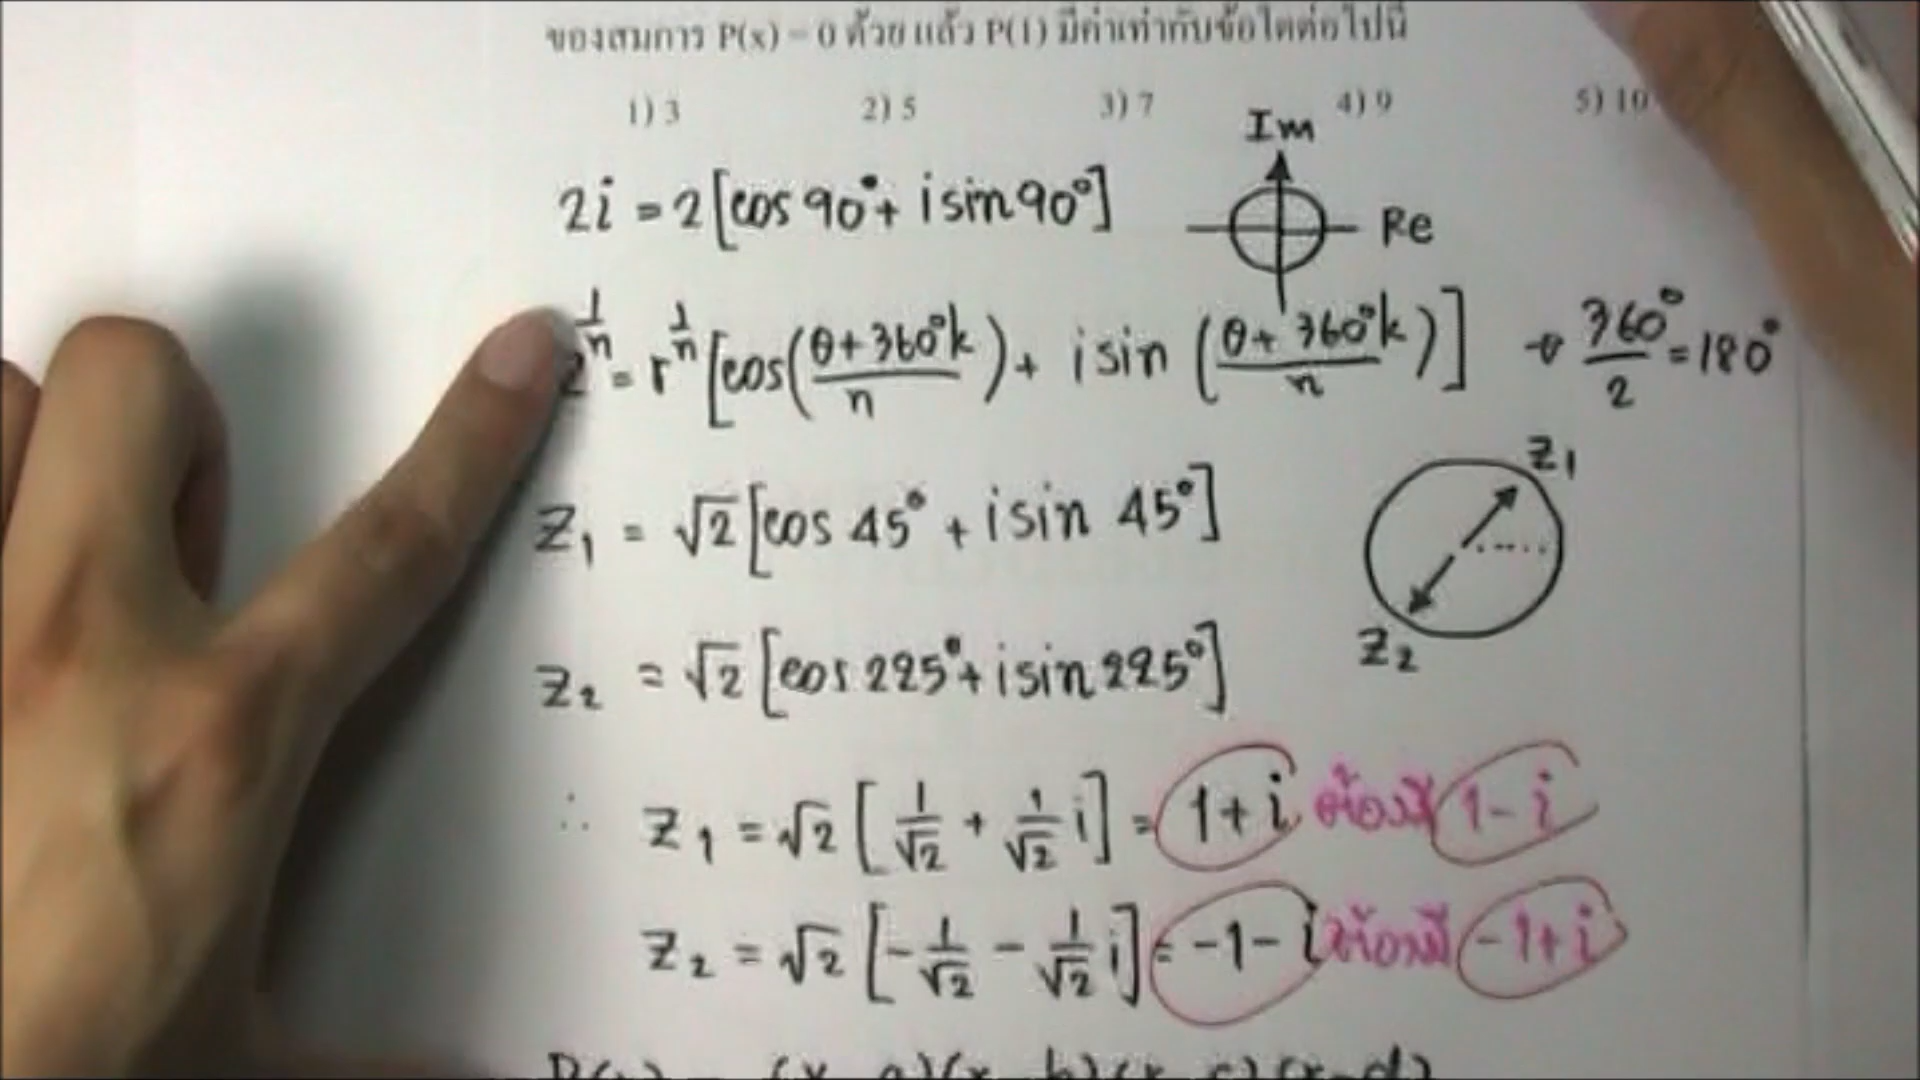 ของสมการ P(x) = 0 ด้วย แล้ว P(1) มีค่าเท่ากับข้อใดต่อไปนี้
1) 3 2) 5 3) 7 4) 9 5) 10
Im
2i = 2[cos 90° + i sin 90°]
Re
z^(1/n) = r^(1/n) [cos((θ+360°k)/n) + i sin((θ+360°k)/n)] → 360°/2 = 180°
Z₁
Z₁ = √2[cos 45° + i sin 45°]
Z₂
Z₂ = √2[cos 225° + i sin 225°]
∴ Z₁ = √2[1/√2 + 1/√2 i] = 1+i ต้องมี 1-i
Z₂ = √2[-1/√2 - 1/√2 i] = -1-i ต้องมี -1+i
P(x) = (x-a)(x-b)(x-c)(x-d)